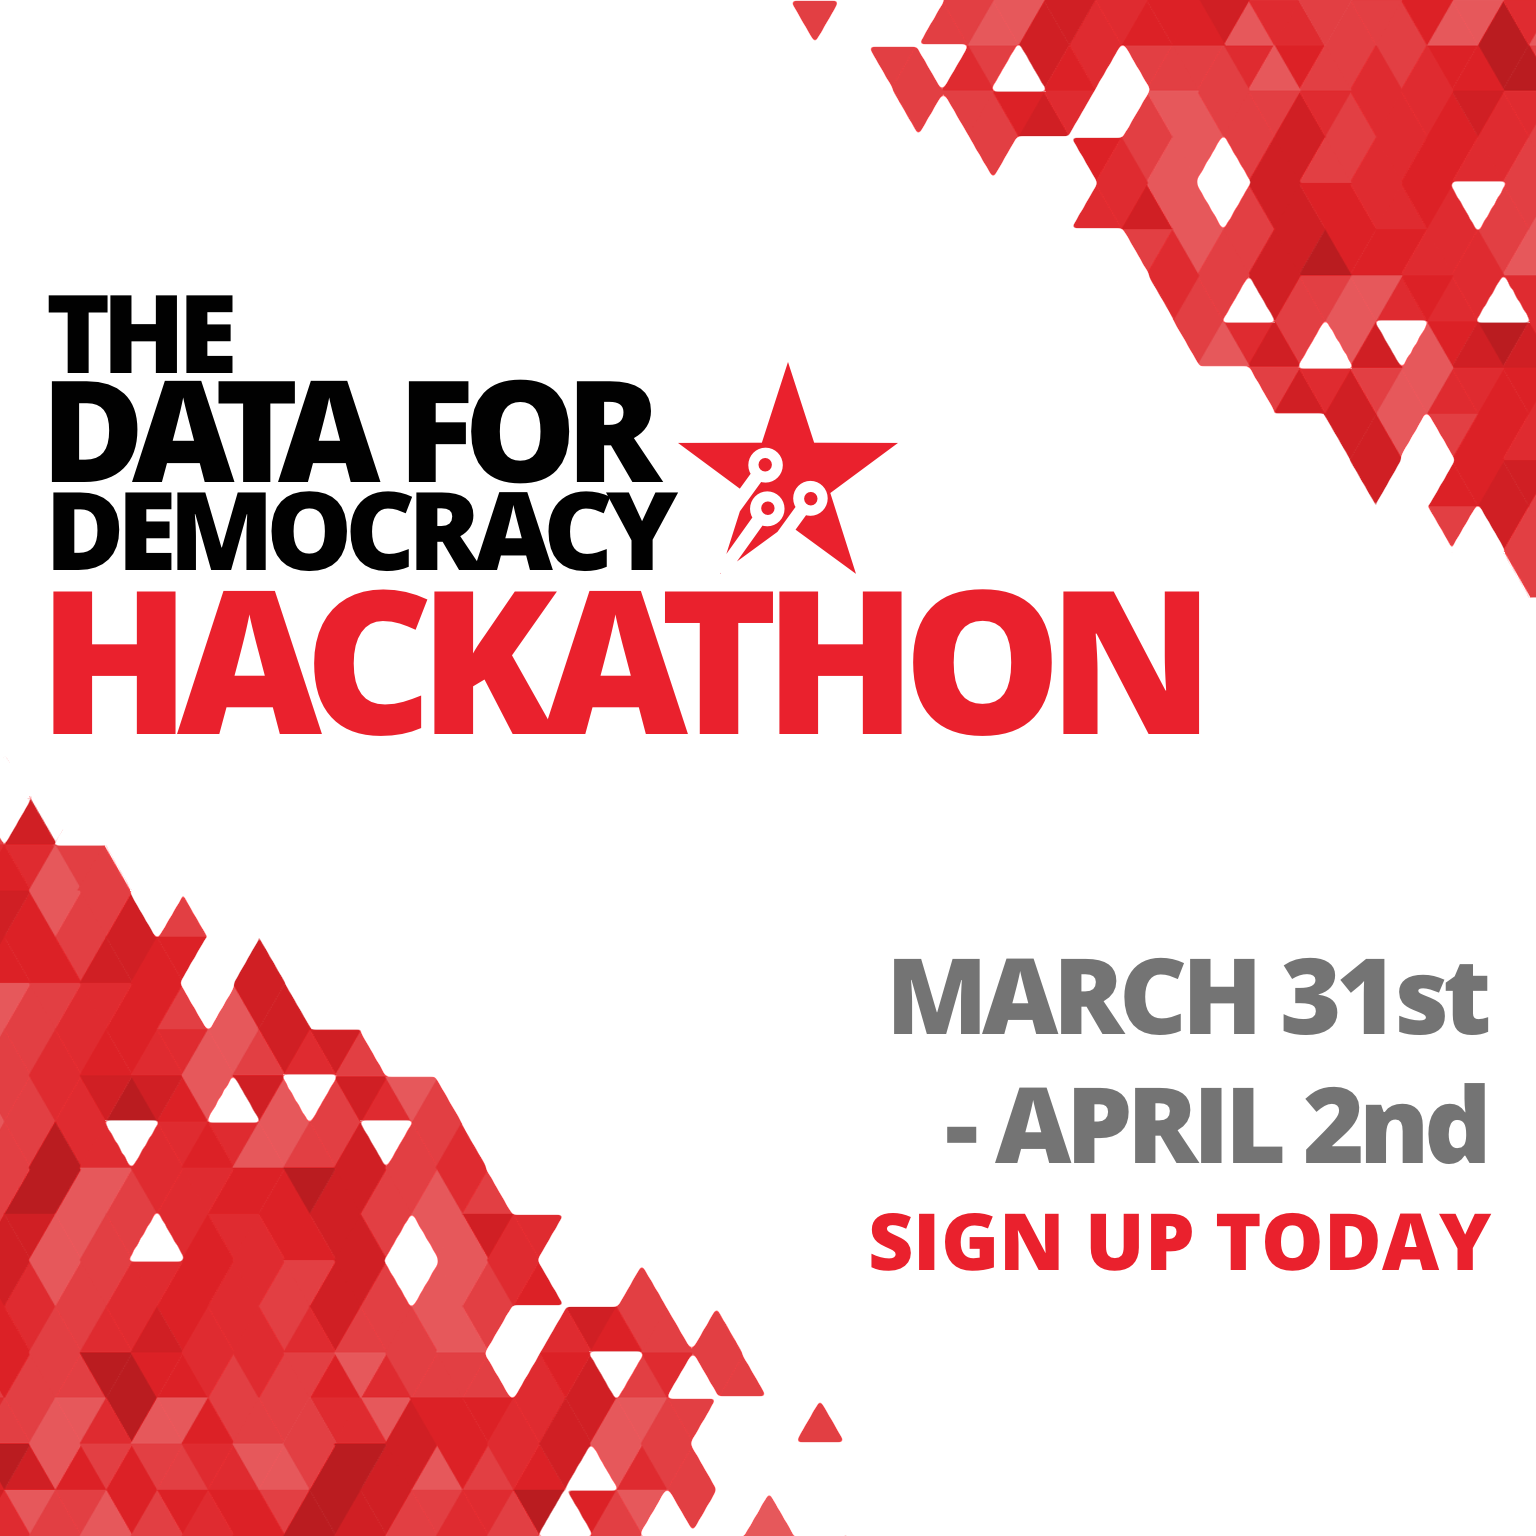 THE
DATA FOR
DEMOCRACY
HACKATHON
MARCH 31st
- APRIL 2nd
SIGN UP TODAY